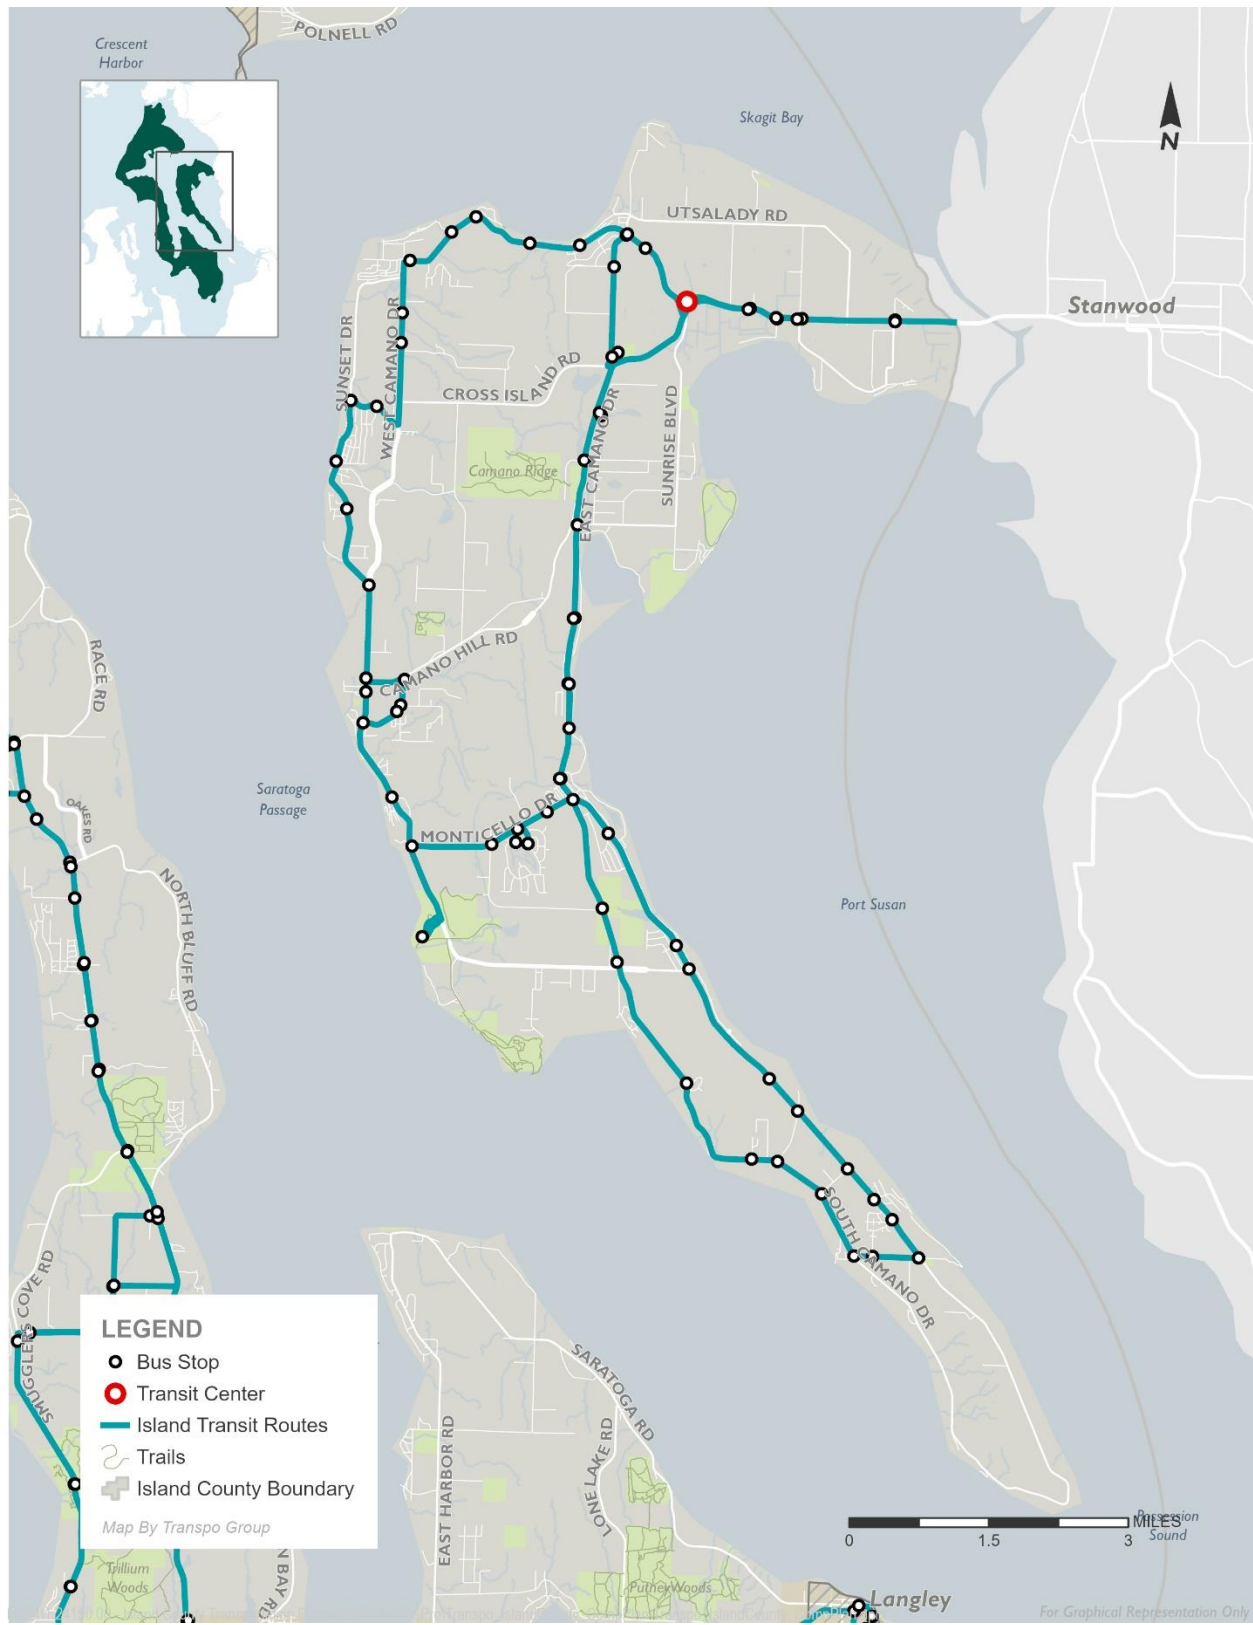 POLNELL RD
Crescent
Harbor
Skagit Bay
N
UTSALADY RD
Stanwood
SUNSET DR
WEST CAMANO DR
CROSS ISLAND RD
EAST CAMANO DR
SUNRISE BLVD
Camano Ridge
RACE RD
CAMANO HILL RD
Saratoga
Passage
OAKES RD
MONTICELLO DR
NORTH BLUFF RD
Port Susan
SOUTH CAMANO DR
SMUGGLERS COVE RD
LEGEND
Bus Stop
Transit Center
Island Transit Routes
Trails
Island County Boundary
Map By Transpo Group
SARATOGA RD
EAST HARBOR RD
LONE LAKE RD
0 1.5 3 MILES
Possession
Sound
Trillium
Woods
N BAY RD
Putney Woods
Langley
For Graphical Representation Only